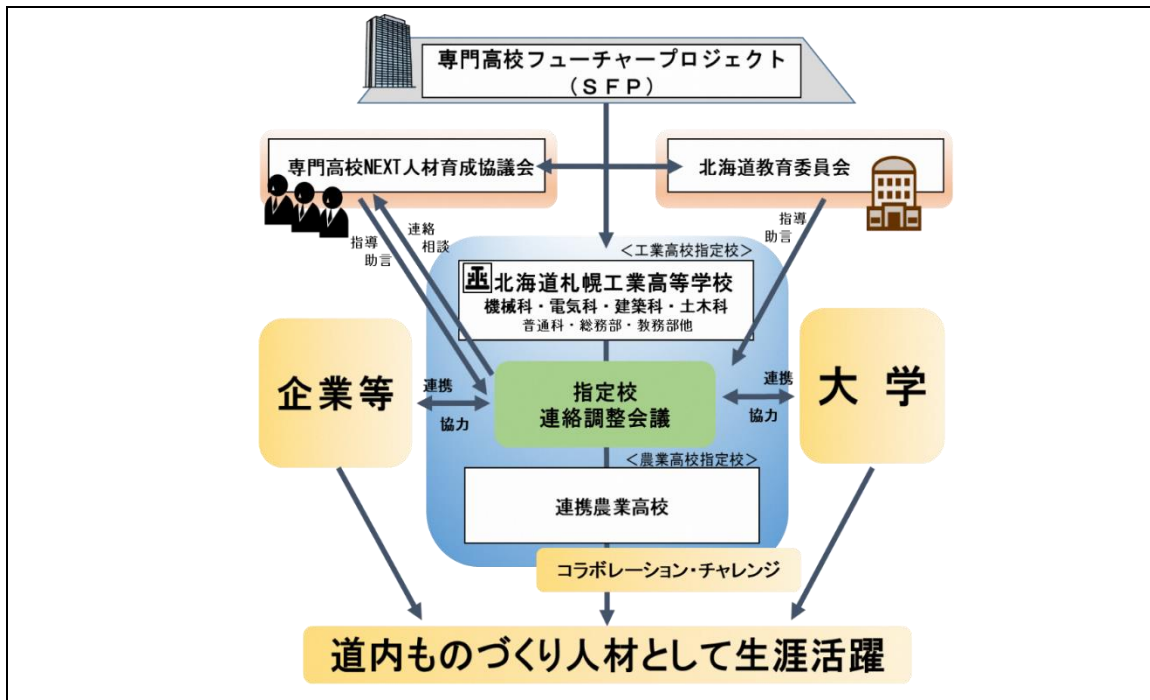 専門高校フューチャープロジェクト
(SFP)
専門高校NEXT人材育成協議会
北海道教育委員会
指導
助言
連絡
相談
指導
助言
<工業高校指定校>
北海道札幌工業高等学校
機械科・電気科・建築科・土木科
普通科・総務部・教務部他
企業等
連携
協力
指定校
連絡調整会議
連携
協力
大学
<農業高校指定校>
連携農業高校
コラボレーション・チャレンジ
道内ものづくり人材として生涯活躍